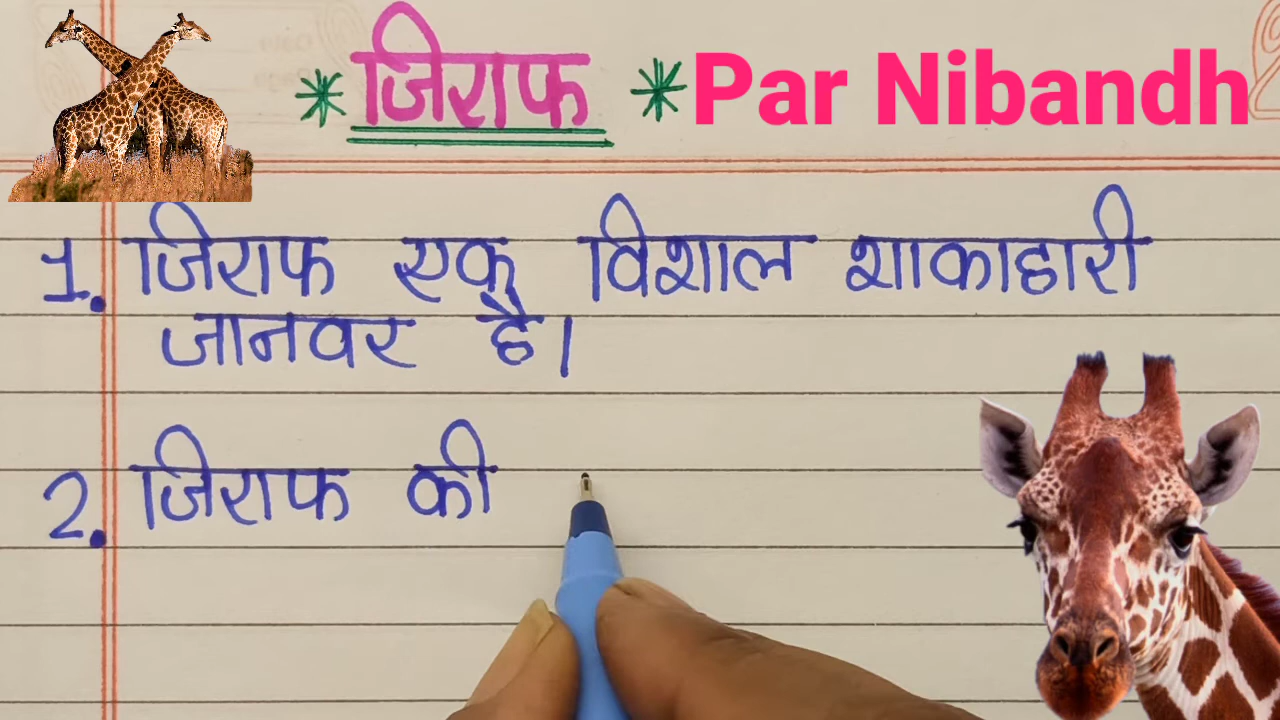 * जिराफ * Par Nibandh
1. जिराफ एक विशाल शाकाहारी
जानवर है।
2. जिराफ की